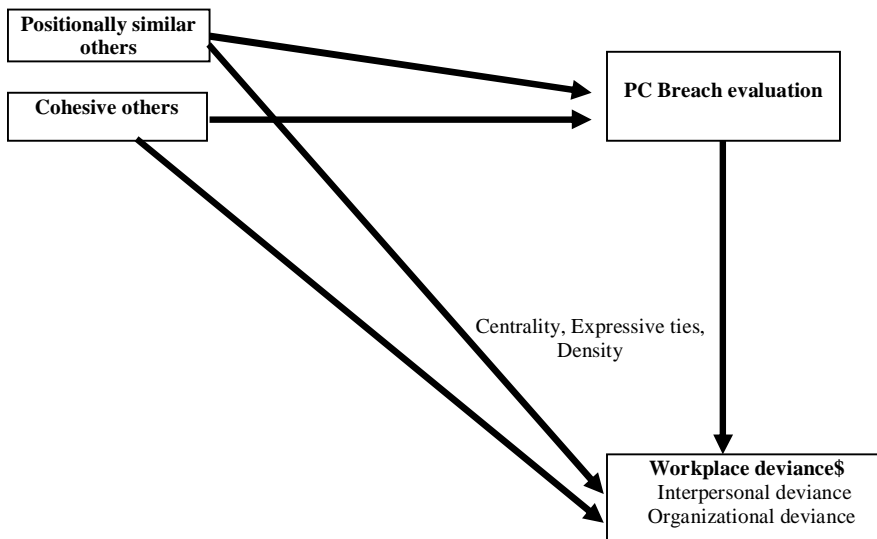 Positionally similar
others
PC Breach evaluation
Cohesive others
Centrality, Expressive ties,
Density
Workplace deviance$
Interpersonal deviance
Organizational deviance